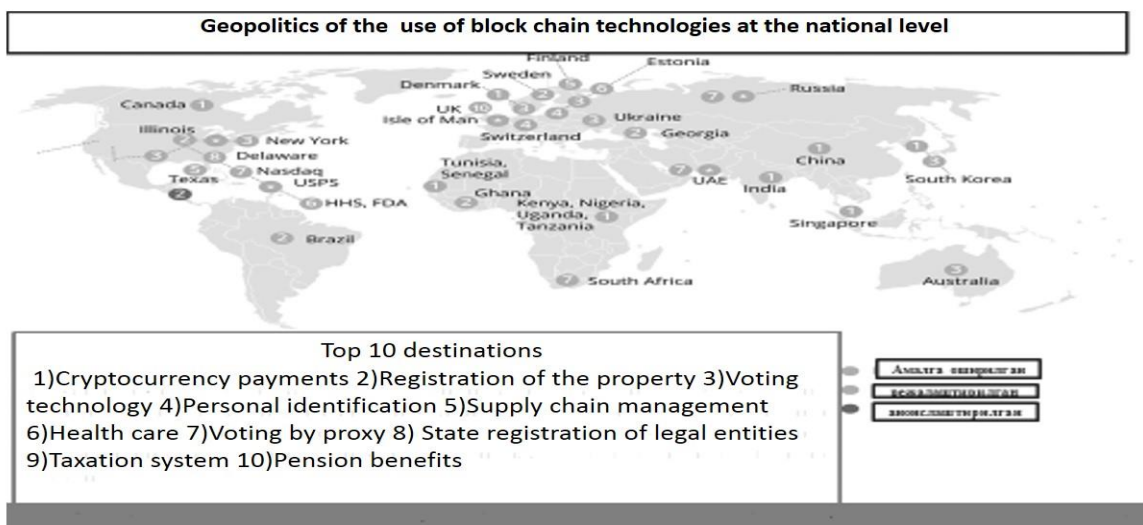 Geopolitics of the  use of block chain technologies at the national level
Finland
Estonia
Sweden
Denmark
Russia
Canada
UK
Isle of Man
Ukraine
Switzerland
Georgia
Illinois
New York
Delaware
Nasdaq
Texas
USPS
HHS, FDA
Tunisia,
Senegal
Ghana
Kenya, Nigeria,
Uganda,
Tanzania
UAE
India
China
South Korea
Singapore
Brazil
South Africa
Australia
Top 10 destinations
1)Cryptocurrency payments 2)Registration of the property 3)Voting
technology 4)Personal identification 5)Supply chain management
6)Health care 7)Voting by proxy 8) State registration of legal entities
9)Taxation system 10)Pension benefits
Амалга оширилган
режалаштирилган